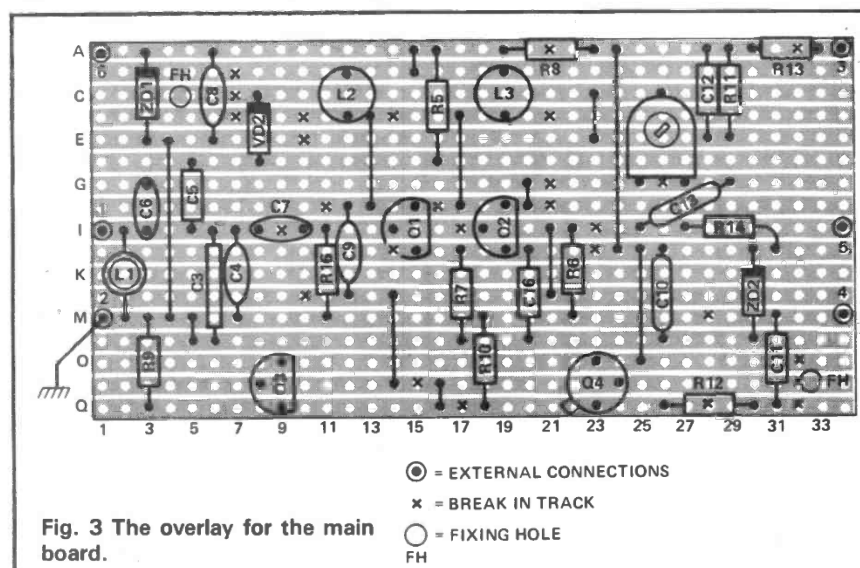 A
C
E
G
I
K
M
O
Q
6
ZD1
FH
C8
VD2
L2
R5
L3
R8
C12
R11
R13
3
C6
C5
C7
1
Q1
Q2
C13
R14
5
L1
C3
C4
R16
C9
R7
C16
R6
C10
ZD2
4
2
R9
Q3
R10
Q4
R12
C11
FH
1 3 5 7 9 11 13 15 17 19 21 23 25 27 29 31 33
= EXTERNAL CONNECTIONS
× = BREAK IN TRACK
= FIXING HOLE
FH
Fig. 3 The overlay for the main
board.